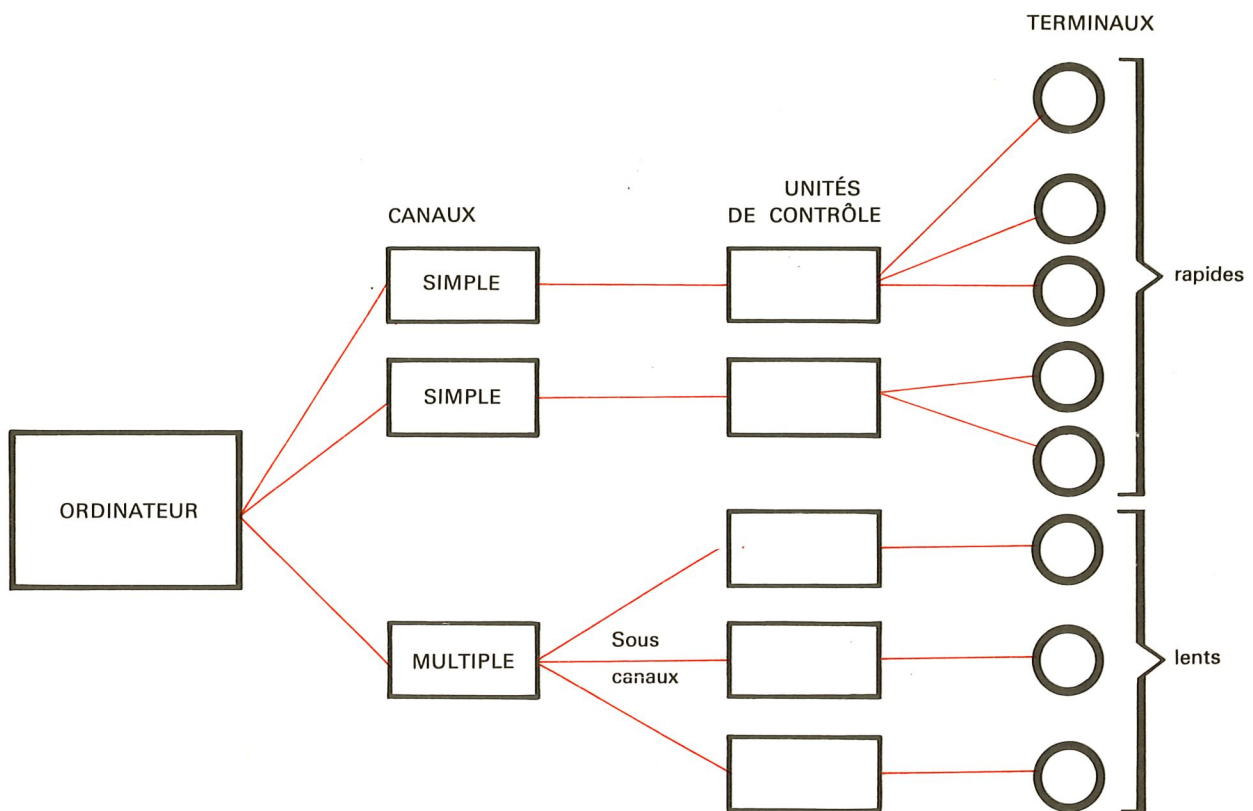 TERMINAUX
UNITÉS
DE CONTRÔLE
CANAUX
SIMPLE
rapides
SIMPLE
ORDINATEUR
MULTIPLE
Sous
canaux
lents